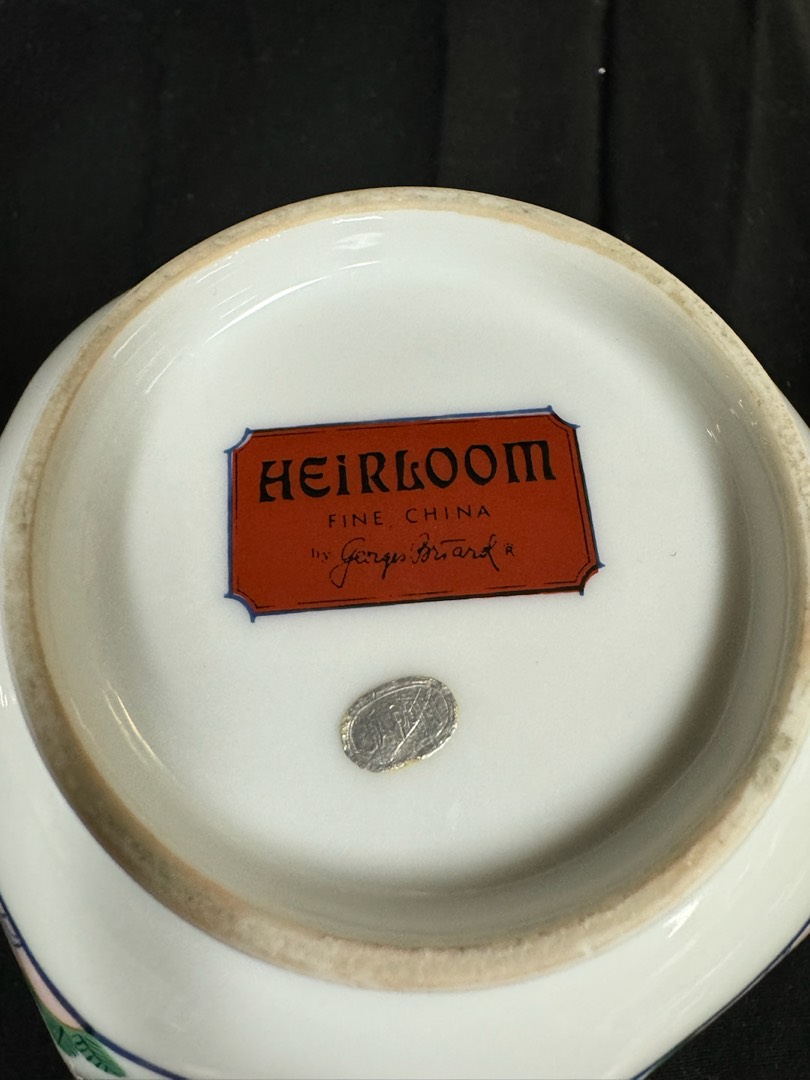 HEiRLOOM
FINE CHINA
by Georges Briard ®